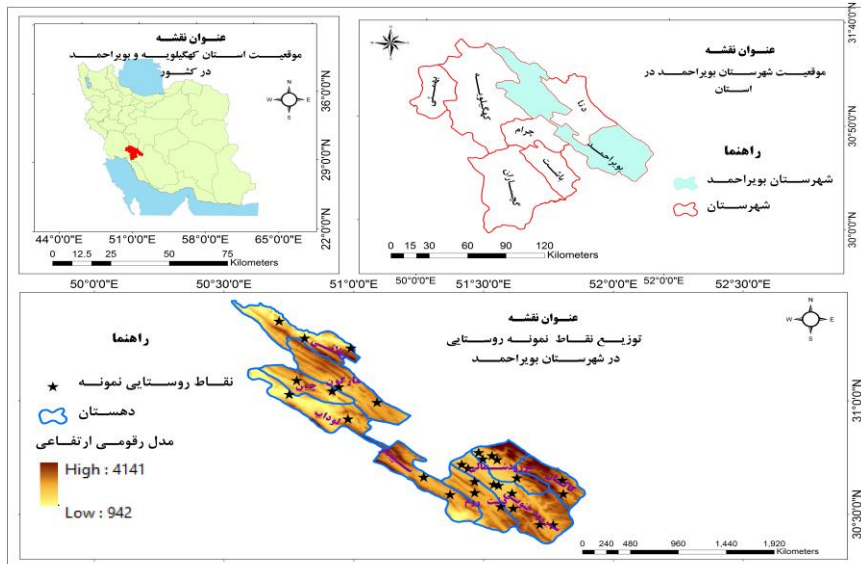 عنوان نقشه
موقعیت استان کهگیلویه و بویراحمد
در کشور
N
W
E
S
36°0'0"N
29°0'0"N
22°0'0"N
44°0'0"E 51°0'0"E 58°0'0"E 65°0'0"E
0 12.5 25 50 75
Kilometers
عنوان نقشه
موقعیت شهرستان بویراحمد در
استان
کهگیلویه
دنا
چرام
بویراحمد
باشت
گچساران
راهنما
شهرستان بویراحمد
شهرستان
31°40'0"N
30°50'0"N
30°0'0"N
0 15 30 60 90 120
Kilometers
50°0'0"E 50°30'0"E 51°0'0"E 50°0'0"E 51°30'0"E 52°0'0"E 52°0'0"E 52°30'0"E
عنوان نقشه
توزیع نقاط نمونه روستایی
در شهرستان بویراحمد
N
W
E
S
راهنما
نقاط روستایی نمونه
دهستان
مدل رقومی ارتفاعی
High : 4141
Low : 942
لوداب
31°0'0"N
30°30'0"N
0 240 480 960 1,440 1,920
Kilometers